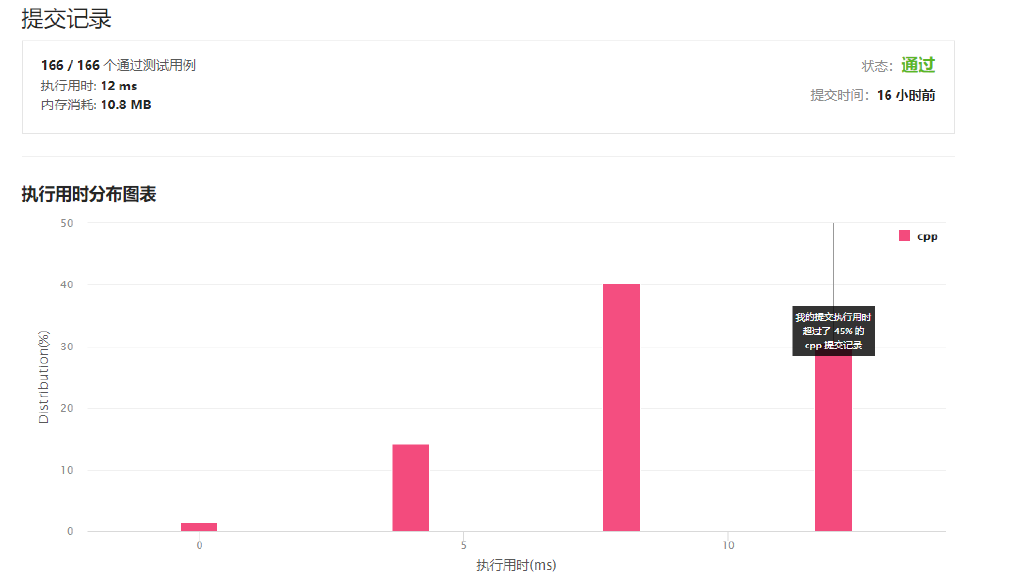 提交记录
166 / 166 个通过测试用例
状态：通过
执行用时: 12 ms
提交时间：16 小时前
内存消耗: 10.8 MB
执行用时分布图表
50
cpp
40
我的提交执行用时
超过了 45% 的
cpp 提交记录
30
Distribution(%)
20
10
0
0
5
10
执行用时(ms)